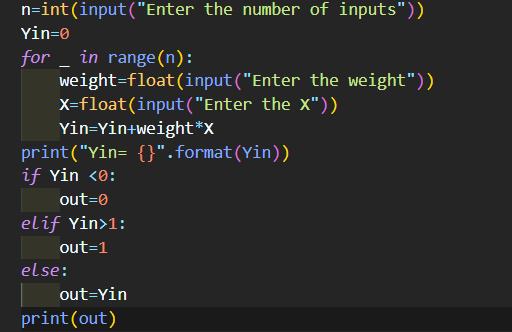 n=int(input("Enter the number of inputs"))
Yin=0
for _ in range(n):
    weight=float(input("Enter the weight"))
    X=float(input("Enter the X"))
    Yin=Yin+weight*X
print("Yin= {}".format(Yin))
if Yin <0:
    out=0
elif Yin>1:
    out=1
else:
    out=Yin
print(out)